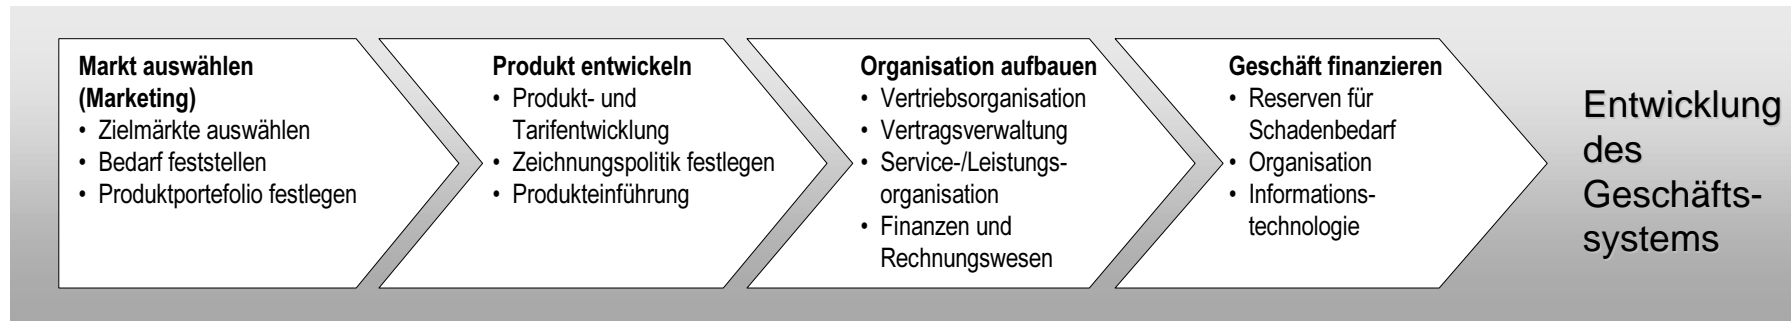 Markt auswählen
(Marketing)
• Zielmärkte auswählen
• Bedarf feststellen
• Produktportefolio festlegen
Produkt entwickeln
• Produkt- und
Tarifentwicklung
• Zeichnungspolitik festlegen
• Produkteinführung
Organisation aufbauen
• Vertriebsorganisation
• Vertragsverwaltung
• Service-/Leistungs-
organisation
• Finanzen und
Rechnungswesen
Geschäft finanzieren
• Reserven für
Schadenbedarf
• Organisation
• Informations-
technologie
Entwicklung
des
Geschäfts-
systems